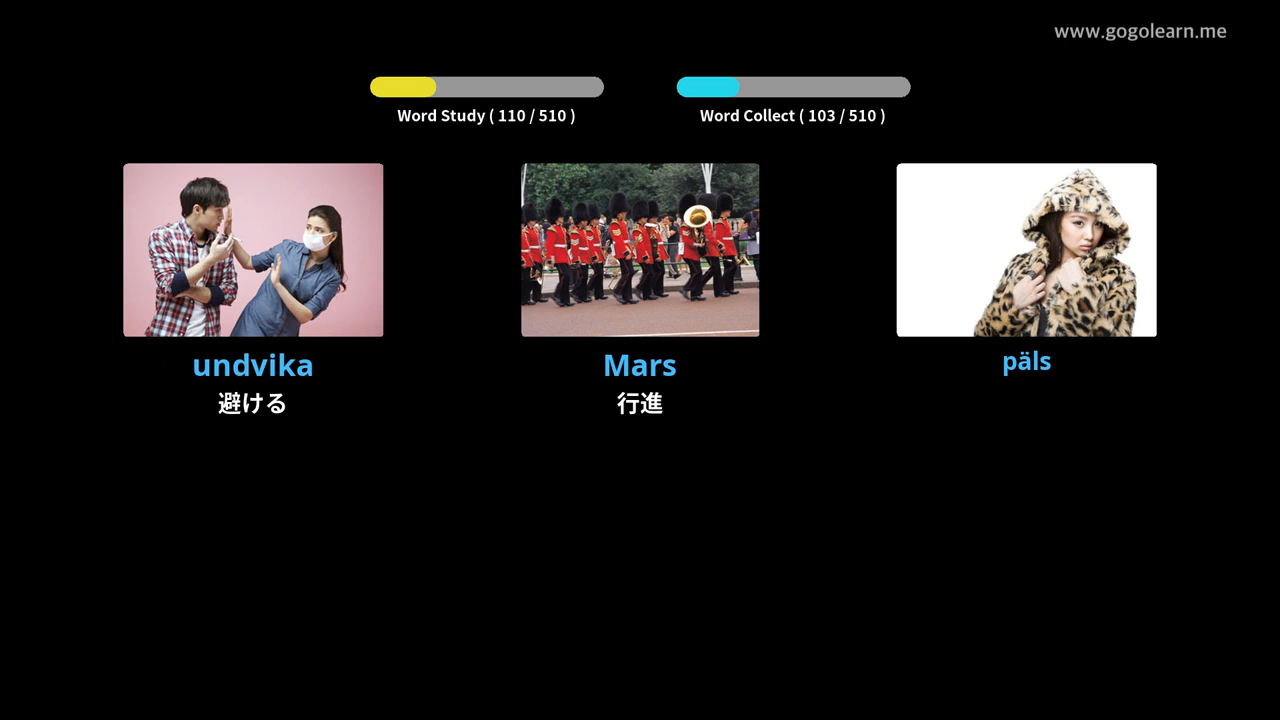 www.gogolearn.me
Word Study ( 110 / 510 )
Word Collect ( 103 / 510 )
undvika
避ける
Mars
行進
päls